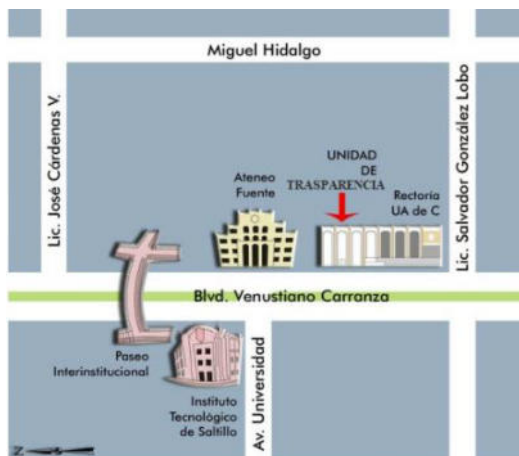 Miguel Hidalgo
Lic. José Cárdenas V.
Lic. Salvador González Lobo
UNIDAD
DE
TRASPARENCIA
Ateneo
Fuente
Rectoría
UA de C
Blvd. Venustiano Carranza
Paseo
Interinstitucional
Instituto
Tecnológico
de Saltillo
Av. Universidad
N